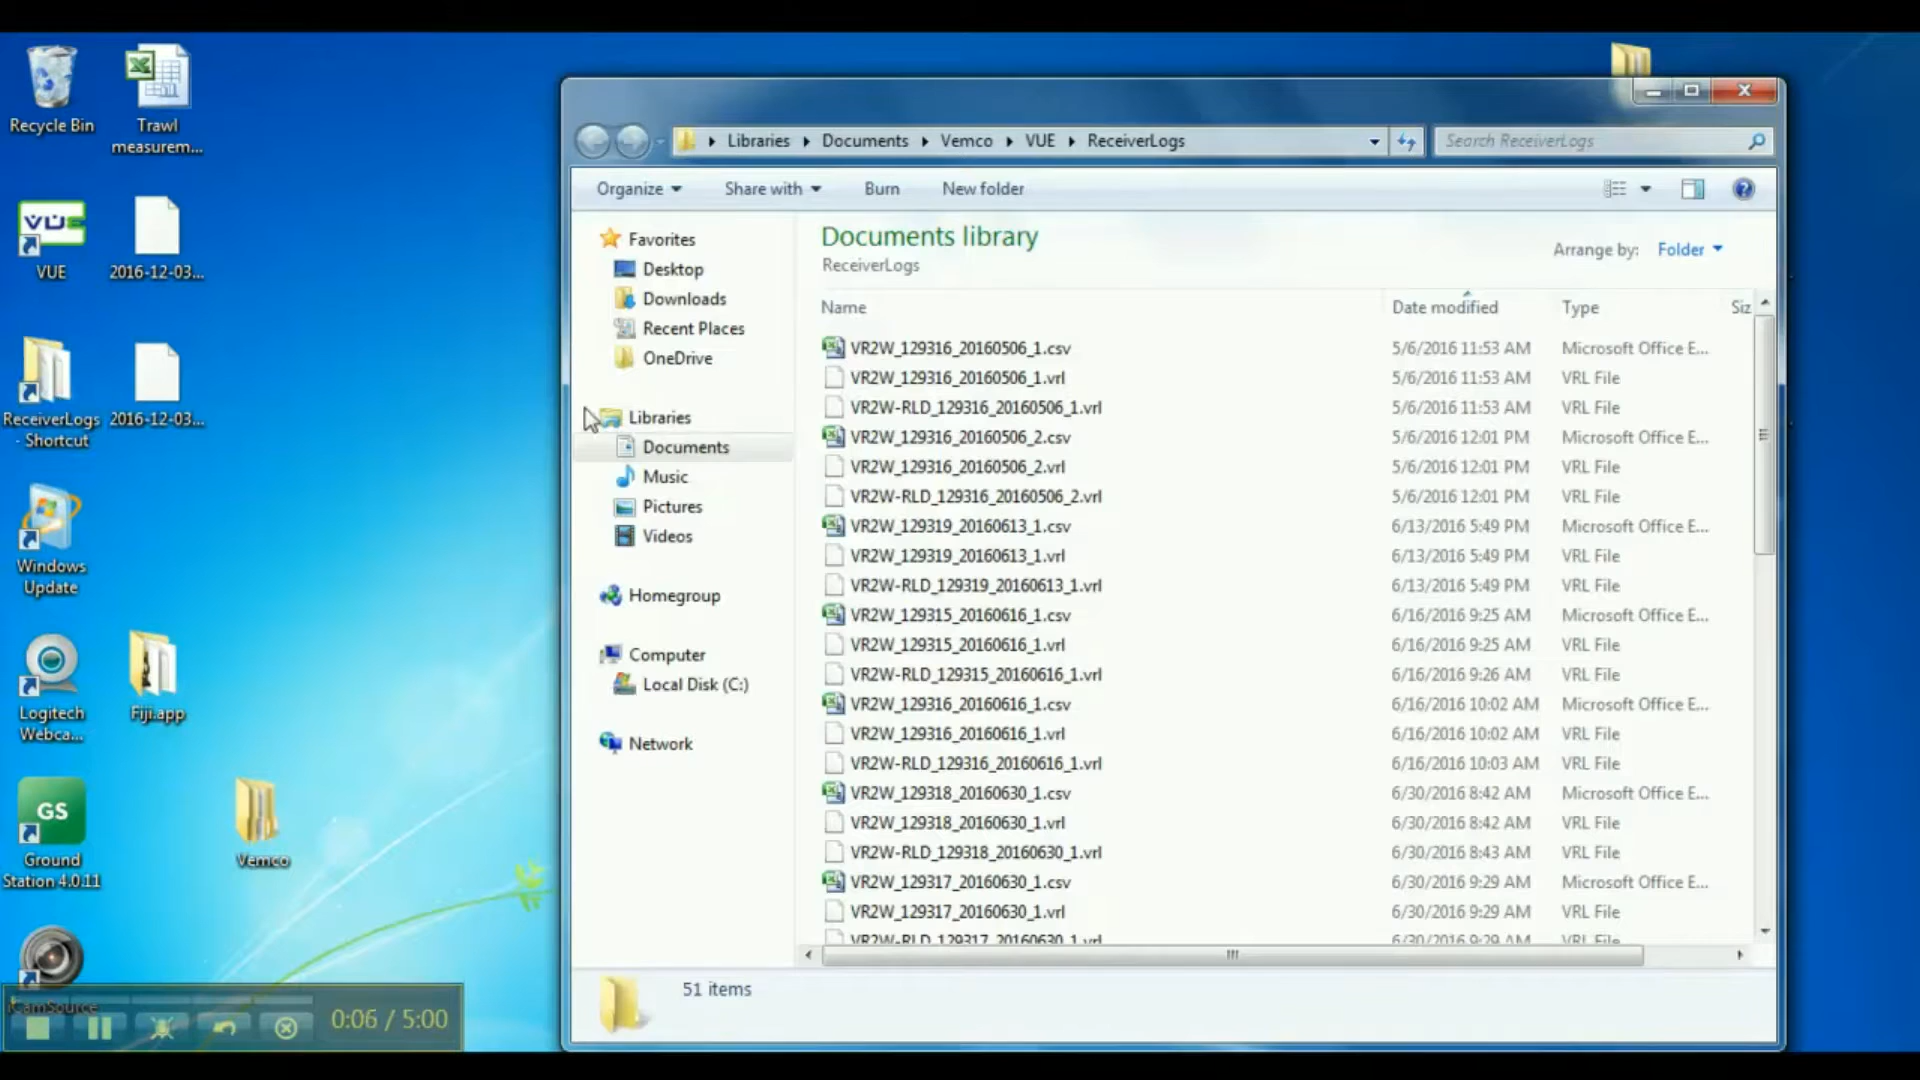 Recycle Bin
Trawl
measurem...
VUE
VUE
2016-12-03...
ReceiverLogs
- Shortcut
2016-12-03...
Windows
Update
Logitech
Webca...
Fiji.app
GS
Ground
Station 4.0.11
Vemco
iCamSource
0:06 / 5:00
Libraries Documents Vemco VUE ReceiverLogs
Search ReceiverLogs
Organize Share with Burn New folder
Favorites
Desktop
Downloads
Recent Places
OneDrive
Libraries
Documents
Music
Pictures
Videos
Homegroup
Computer
Local Disk (C:)
Network
Documents library
ReceiverLogs
Arrange by: Folder
Name Date modified Type Siz
VR2W_129316_20160506_1.csv 5/6/2016 11:53 AM Microsoft Office E...
VR2W_129316_20160506_1.vrl 5/6/2016 11:53 AM VRL File
VR2W-RLD_129316_20160506_1.vrl 5/6/2016 11:53 AM VRL File
VR2W_129316_20160506_2.csv 5/6/2016 12:01 PM Microsoft Office E...
VR2W_129316_20160506_2.vrl 5/6/2016 12:01 PM VRL File
VR2W-RLD_129316_20160506_2.vrl 5/6/2016 12:01 PM VRL File
VR2W_129319_20160613_1.csv 6/13/2016 5:49 PM Microsoft Office E...
VR2W_129319_20160613_1.vrl 6/13/2016 5:49 PM VRL File
VR2W-RLD_129319_20160613_1.vrl 6/13/2016 5:49 PM VRL File
VR2W_129315_20160616_1.csv 6/16/2016 9:25 AM Microsoft Office E...
VR2W_129315_20160616_1.vrl 6/16/2016 9:25 AM VRL File
VR2W-RLD_129315_20160616_1.vrl 6/16/2016 9:26 AM VRL File
VR2W_129316_20160616_1.csv 6/16/2016 10:02 AM Microsoft Office E...
VR2W_129316_20160616_1.vrl 6/16/2016 10:02 AM VRL File
VR2W-RLD_129316_20160616_1.vrl 6/16/2016 10:03 AM VRL File
VR2W_129318_20160630_1.csv 6/30/2016 8:42 AM Microsoft Office E...
VR2W_129318_20160630_1.vrl 6/30/2016 8:42 AM VRL File
VR2W-RLD_129318_20160630_1.vrl 6/30/2016 8:43 AM VRL File
VR2W_129317_20160630_1.csv 6/30/2016 9:29 AM Microsoft Office E...
VR2W_129317_20160630_1.vrl 6/30/2016 9:29 AM VRL File
VR2W-RLD_129317_20160630_1.vrl 6/30/2016 9:29 AM VRL File
51 items